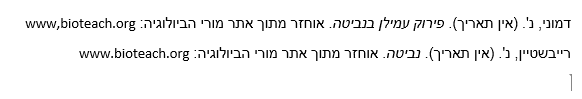 דמוני, נ'. (אין תאריך). פירוק עמילן בנביטה. אוחזר מתוך אתר מורי הביולוגיה: www,bioteach.org
רייבשטיין, נ'. (אין תאריך). נביטה. אוחזר מתוך אתר מורי הביולוגיה: www.bioteach.org